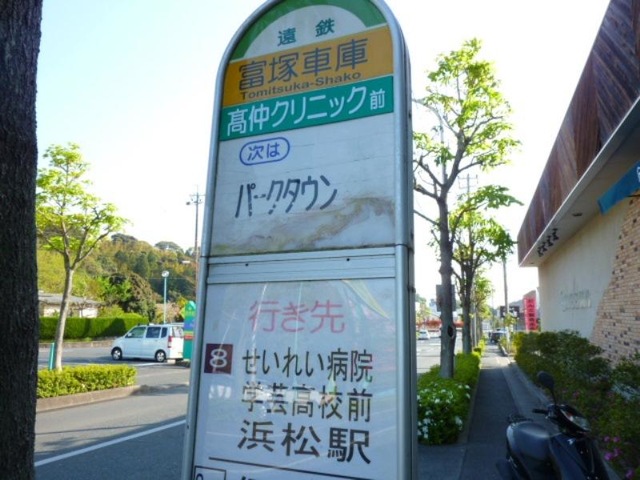 遠鉄
富塚車庫
Tomitsuka-Shako
髙仲クリニック前
次は
パークタウン
行き先
8 せいれい病院
学芸高校前
浜松駅